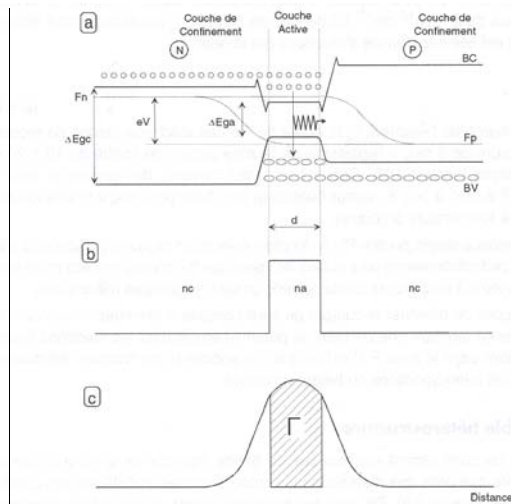 Couche de
Confinement
Couche
Active
Couche de
Confinement
a
N
P
BC
Fn
eV
ΔEga
ΔEgc
Fp
BV
d
b
nc
na
nc
c
Γ
Distance